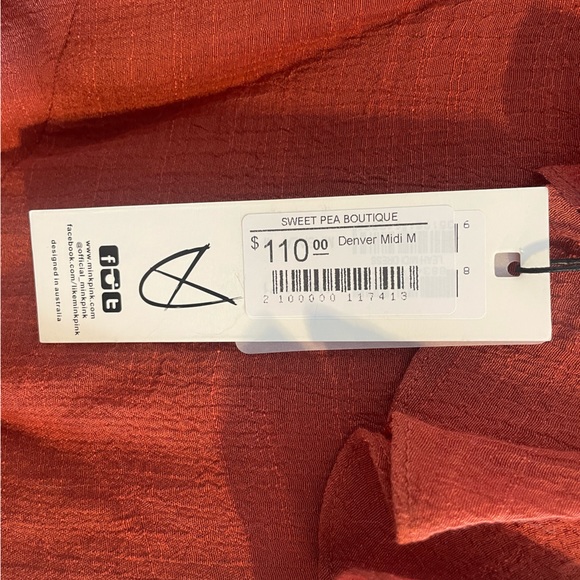 SWEET PEA BOUTIQUE
$110.00 Denver Midi M
2 100000 117413
www.minkpink.com
@official_minkpink
facebook.com/likeminkpink
designed in australia
f t